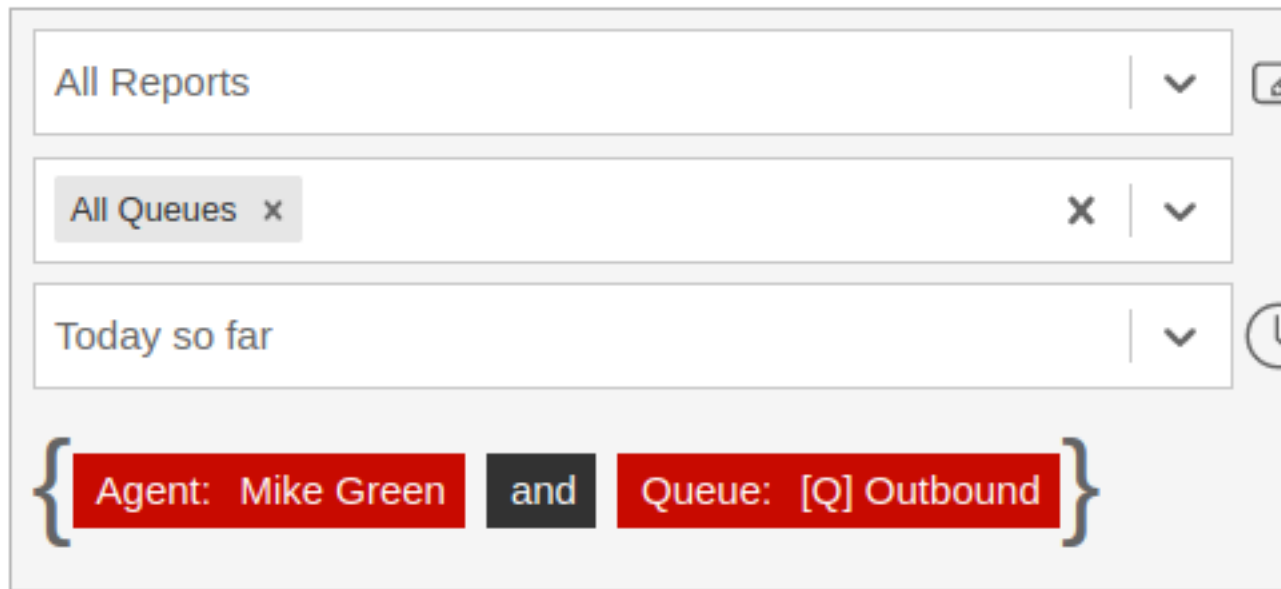 All Reports
All Queues
Today so far
{ Agent: Mike Green and Queue: [Q] Outbound }